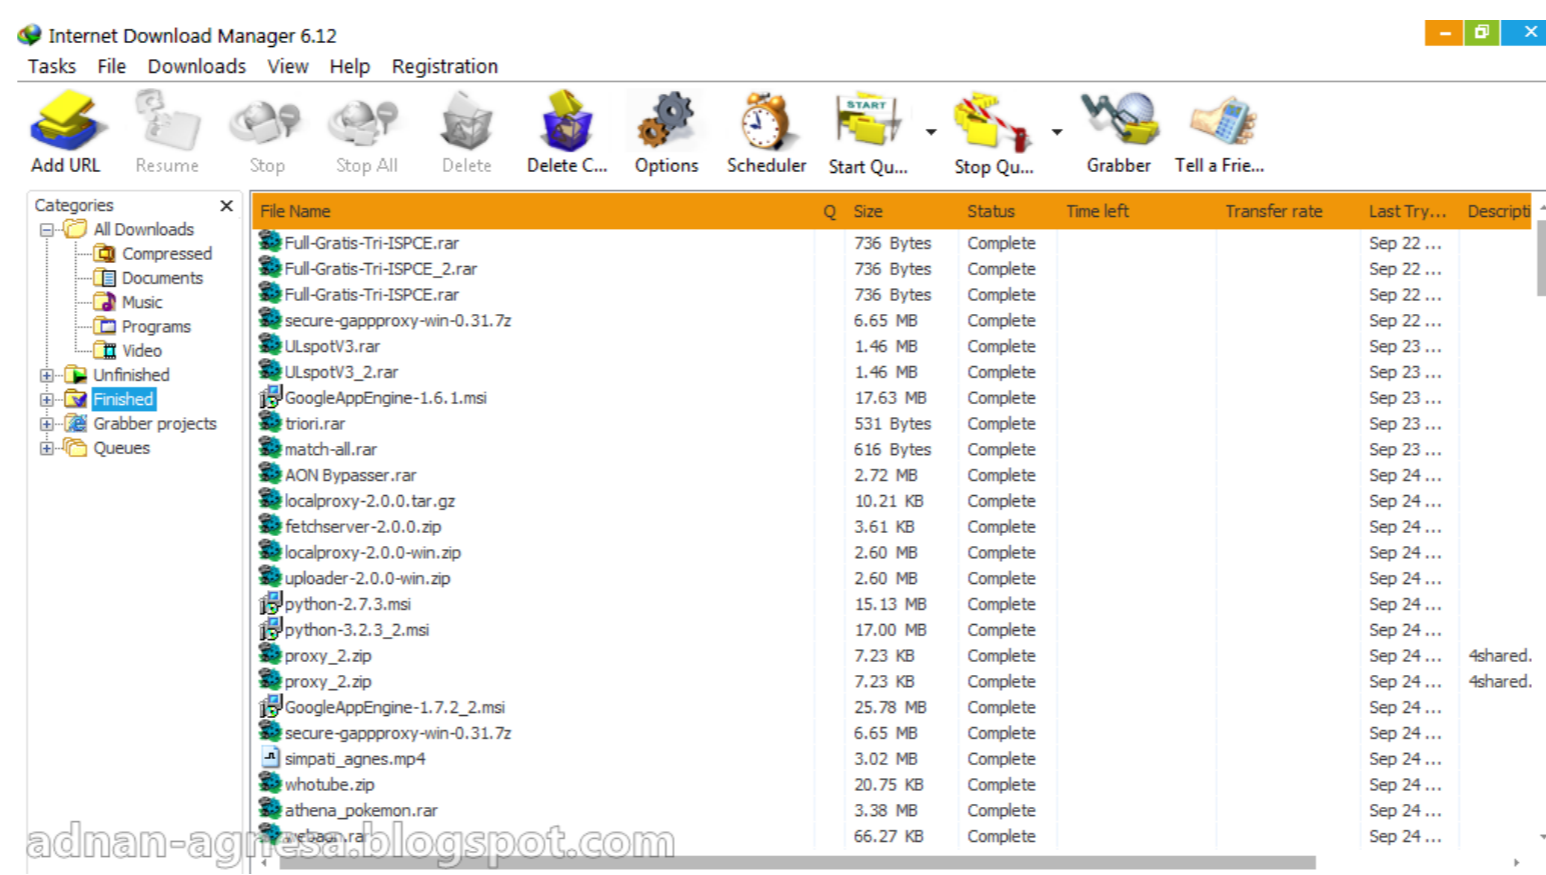 Internet Download Manager 6.12
Tasks File Downloads View Help Registration
Add URL Resume Stop Stop All Delete Delete C... Options Scheduler Start Qu... Stop Qu... Grabber Tell a Frie...
START
Categories
All Downloads
Compressed
Documents
Music
Programs
Video
Unfinished
Finished
Grabber projects
Queues
File Name Q Size Status Time left Transfer rate Last Try... Descripti
Full-Gratis-Tri-ISPCE.rar 736 Bytes Complete Sep 22 ...
Full-Gratis-Tri-ISPCE_2.rar 736 Bytes Complete Sep 22 ...
Full-Gratis-Tri-ISPCE.rar 736 Bytes Complete Sep 22 ...
secure-gappproxy-win-0.31.7z 6.65 MB Complete Sep 22 ...
ULspotV3.rar 1.46 MB Complete Sep 23 ...
ULspotV3_2.rar 1.46 MB Complete Sep 23 ...
GoogleAppEngine-1.6.1.msi 17.63 MB Complete Sep 23 ...
triori.rar 531 Bytes Complete Sep 23 ...
match-all.rar 616 Bytes Complete Sep 23 ...
AON Bypasser.rar 2.72 MB Complete Sep 24 ...
localproxy-2.0.0.tar.gz 10.21 KB Complete Sep 24 ...
fetchserver-2.0.0.zip 3.61 KB Complete Sep 24 ...
localproxy-2.0.0-win.zip 2.60 MB Complete Sep 24 ...
uploader-2.0.0-win.zip 2.60 MB Complete Sep 24 ...
python-2.7.3.msi 15.13 MB Complete Sep 24 ...
python-3.2.3_2.msi 17.00 MB Complete Sep 24 ...
proxy_2.zip 7.23 KB Complete Sep 24 ... 4shared.
proxy_2.zip 7.23 KB Complete Sep 24 ... 4shared.
GoogleAppEngine-1.7.2_2.msi 25.78 MB Complete Sep 24 ...
secure-gappproxy-win-0.31.7z 6.65 MB Complete Sep 24 ...
simpati_agnes.mp4 3.02 MB Complete Sep 24 ...
whotube.zip 20.75 KB Complete Sep 24 ...
athena_pokemon.rar 3.38 MB Complete Sep 24 ...
66.27 KB Complete Sep 24 ...
adnan-agnesa.blogspot.com